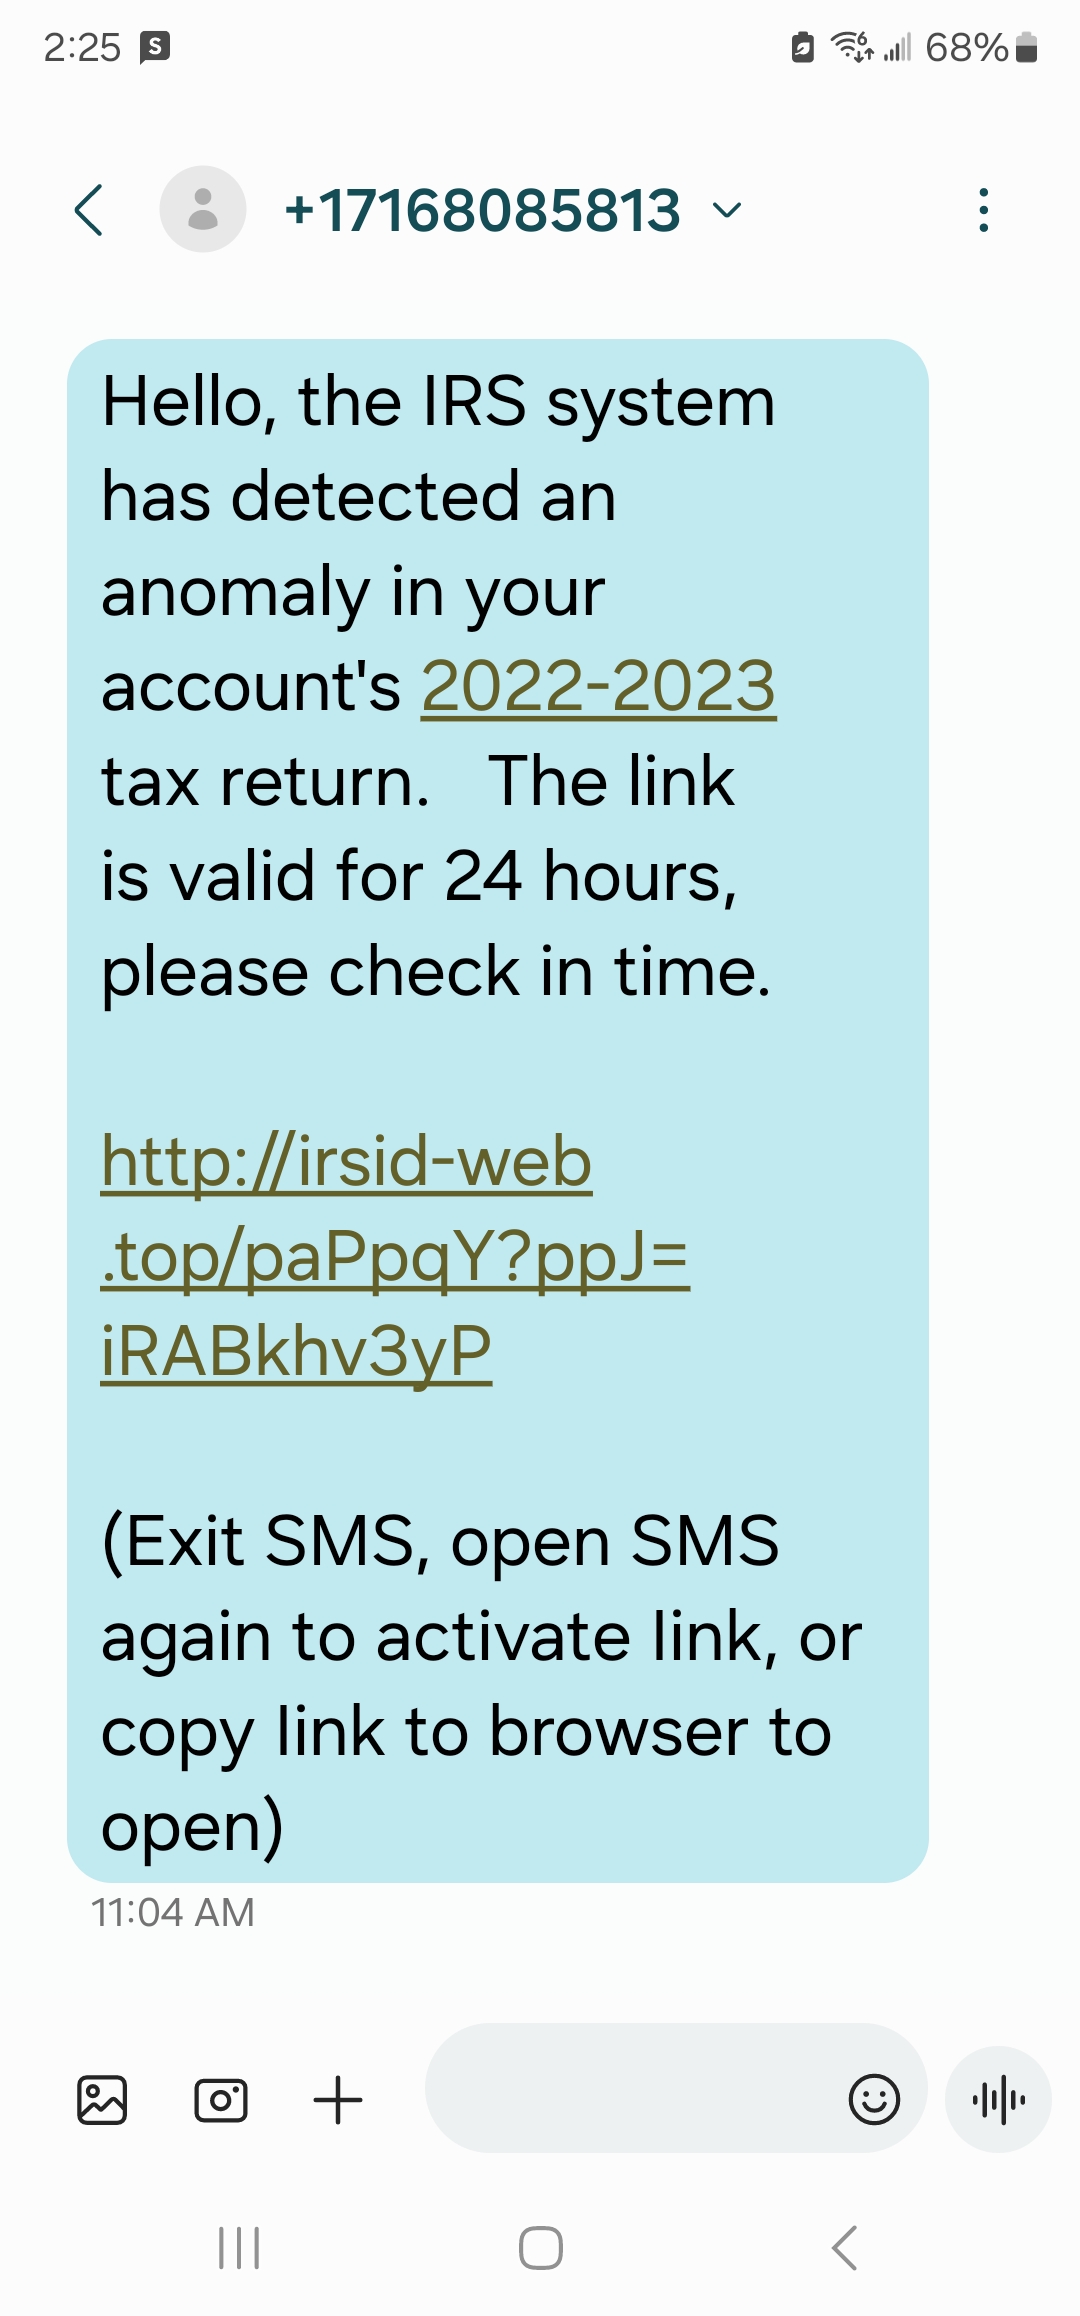 2:25 S 6 68%
+17168085813
Hello, the IRS system
has detected an
anomaly in your
account's 2022-2023
tax return.   The link
is valid for 24 hours,
please check in time.
http://irsid-web
.top/paPpqY?ppJ=
iRABkhv3yP
(Exit SMS, open SMS
again to activate link, or
copy link to browser to
open)
11:04 AM